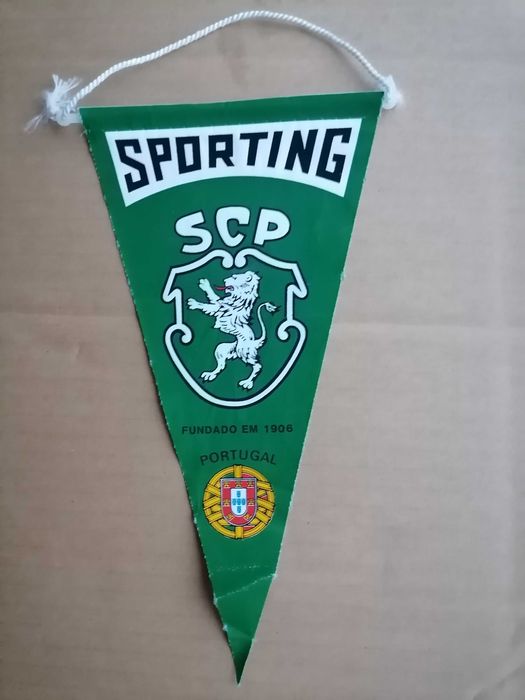 SPORTING
SCP
FUNDADO EM 1906
PORTUGAL